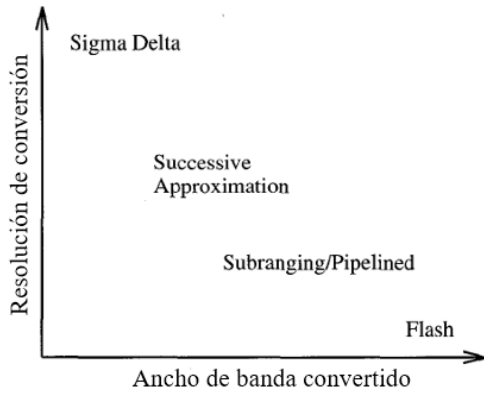 Sigma Delta
Resolución de conversión
Successive
Approximation
Subranging/Pipelined
Flash
Ancho de banda convertido